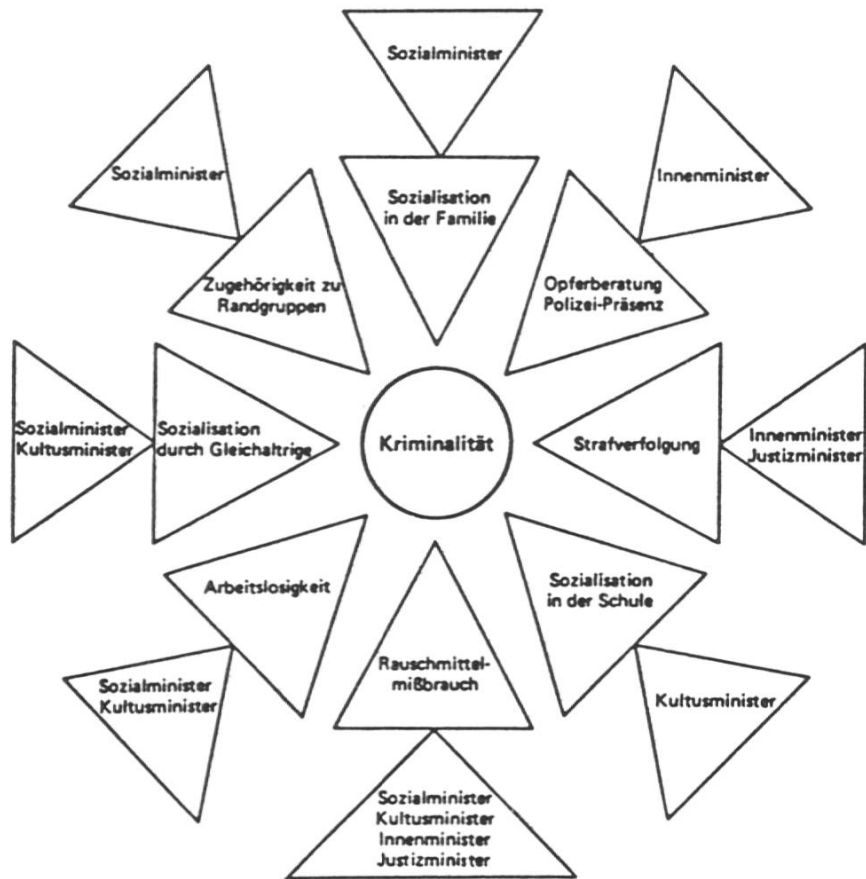 Sozialminister
Sozialminister
Innenminister
Sozialisation
in der Familie
Zugehörigkeit zu
Randgruppen
Opferberatung
Polizei-Präsenz
Sozialminister
Kultusminister
Sozialisation
durch Gleichaltrige
Kriminalität
Strafverfolgung
Innenminister
Justizminister
Arbeitslosigkeit
Sozialisation
in der Schule
Rauschmittel-
mißbrauch
Sozialminister
Kultusminister
Kultusminister
Sozialminister
Kultusminister
Innenminister
Justizminister